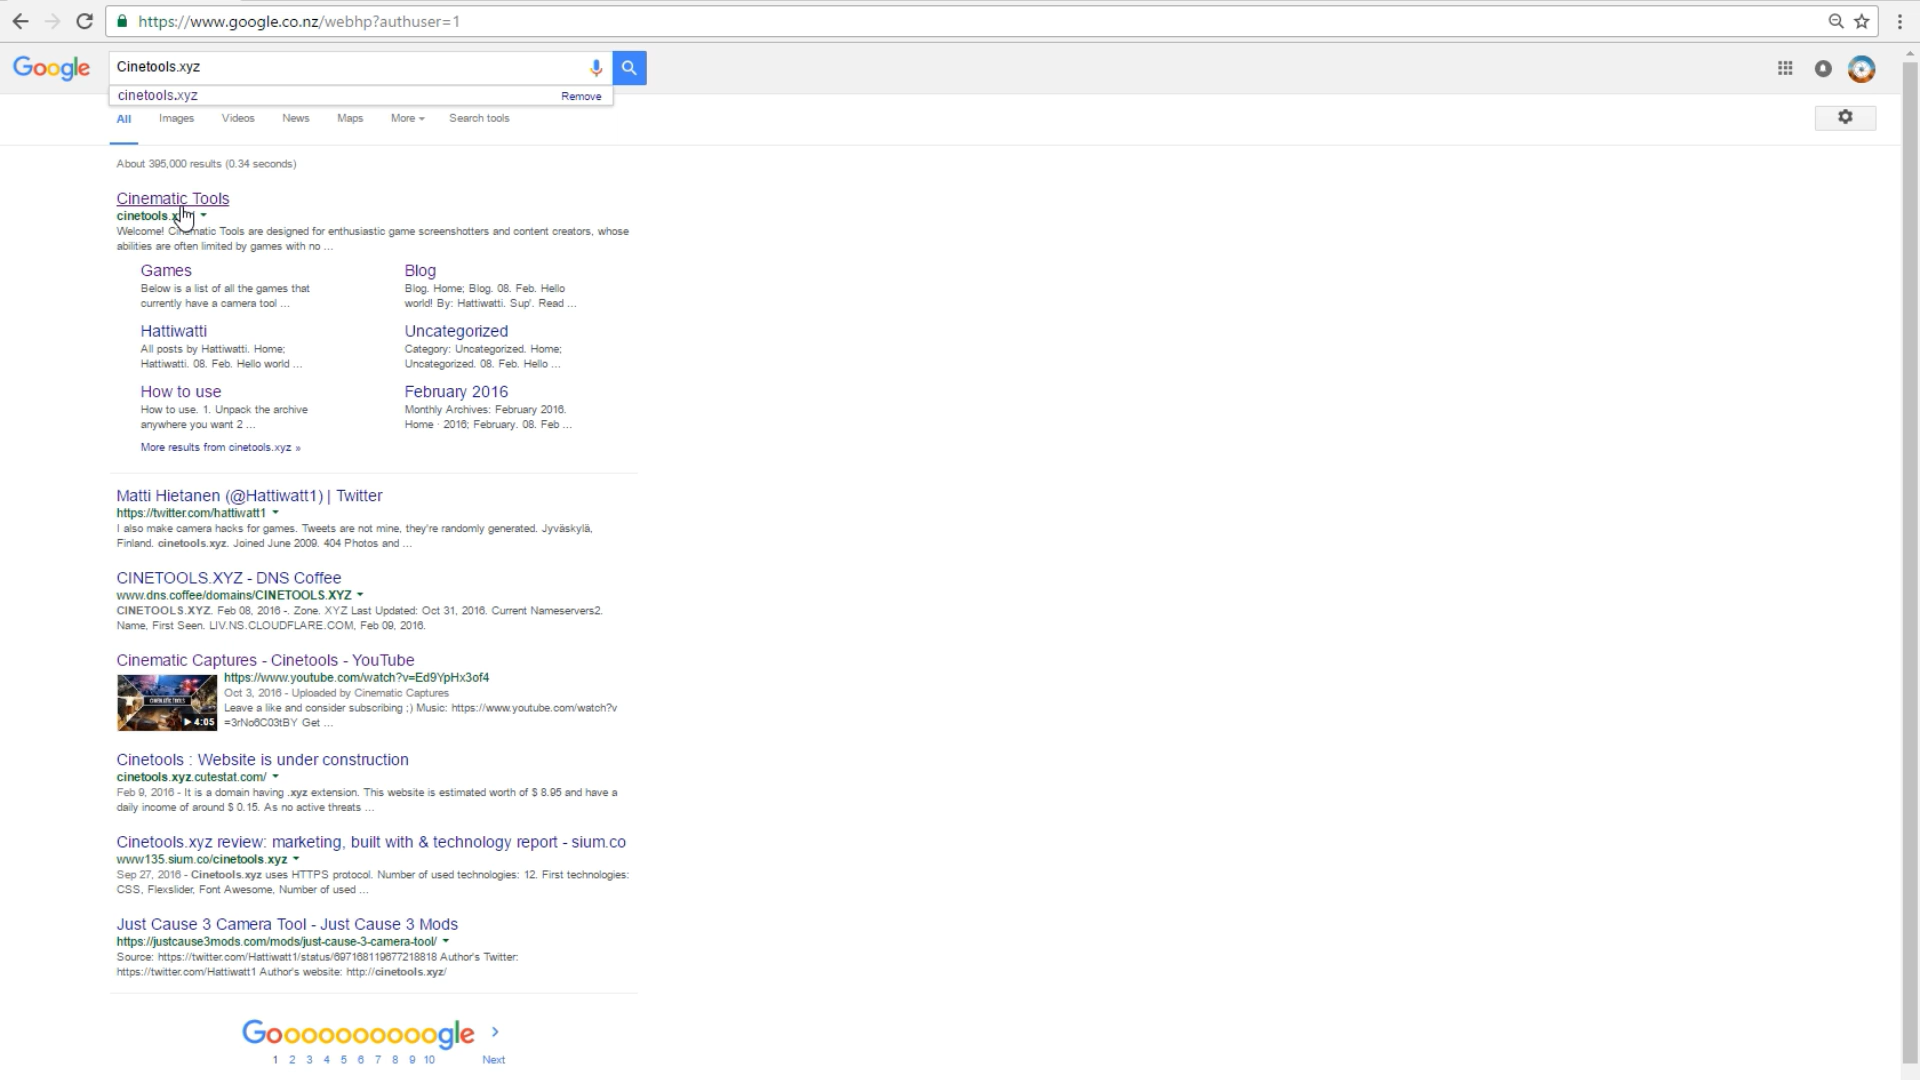 https://www.google.co.nz/webhp?authuser=1
Google
Cinetools.xyz
cinetools.xyz Remove
All Images Videos News Maps More Search tools
About 395,000 results (0.34 seconds)
Cinematic Tools
cinetools.
Welcome! Cinematic Tools are designed for enthusiastic game screenshotters and content creators, whose
abilities are often limited by games with no ...
Games
Below is a list of all the games that
currently have a camera tool ...
Blog
Blog. Home; Blog. 08. Feb. Hello
world! By: Hattiwatti. Sup'. Read ...
Hattiwatti
All posts by Hattiwatti. Home;
Hattiwatti. 08. Feb. Hello world ...
Uncategorized
Category: Uncategorized. Home;
Uncategorized. 08. Feb. Hello ...
How to use
How to use. 1. Unpack the archive
anywhere you want 2 ...
February 2016
Monthly Archives: February 2016.
Home · 2016; February. 08. Feb ...
More results from cinetools.xyz »
Matti Hietanen (@Hattiwatt1) | Twitter
https://twitter.com/hattiwatt1
I also make camera hacks for games. Tweets are not mine, they're randomly generated. Jyväskylä,
Finland. cinetools.xyz. Joined June 2009. 404 Photos and ...
CINETOOLS.XYZ - DNS Coffee
www.dns.coffee/domains/CINETOOLS.XYZ
CINETOOLS.XYZ. Feb 08, 2016 -. Zone. XYZ Last Updated: Oct 31, 2016. Current Nameservers2.
Name, First Seen. LIV.NS.CLOUDFLARE.COM, Feb 09, 2016.
Cinematic Captures - Cinetools - YouTube
https://www.youtube.com/watch?v=Ed9YpHx3of4
Oct 3, 2016 - Uploaded by Cinematic Captures
Leave a like and consider subscribing ;) Music: https://www.youtube.com/watch?v
=3rNo6C03tBY Get ...
CINEMATIC TOOLS
4:05
Cinetools : Website is under construction
cinetools.xyz.cutestat.com/
Feb 9, 2016 - It is a domain having .xyz extension. This website is estimated worth of $ 8.95 and have a
daily income of around $ 0.15. As no active threats ...
Cinetools.xyz review: marketing, built with & technology report - sium.co
www135.sium.co/cinetools.xyz
Sep 27, 2016 - Cinetools.xyz uses HTTPS protocol. Number of used technologies: 12. First technologies:
CSS, Flexslider, Font Awesome, Number of used ...
Just Cause 3 Camera Tool - Just Cause 3 Mods
https://justcause3mods.com/mods/just-cause-3-camera-tool/
Source: https://twitter.com/Hattiwatt1/status/697168119677218818 Author's Twitter:
https://twitter.com/Hattiwatt1 Author's website: http://cinetools.xyz/
Goooooooooogle
1 2 3 4 5 6 7 8 9 10 Next